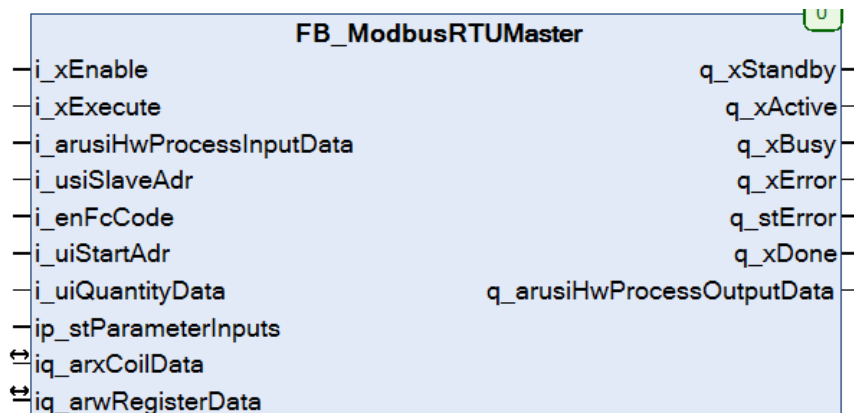 0
FB_ModbusRTUMaster
i_xEnable q_xStandby
i_xExecute q_xActive
i_arusiHwProcessInputData q_xBusy
i_usiSlaveAdr q_xError
i_enFcCode q_stError
i_uiStartAdr q_xDone
i_uiQuantityData q_arusiHwProcessOutputData
ip_stParameterInputs
iq_arxCoilData
iq_arwRegisterData